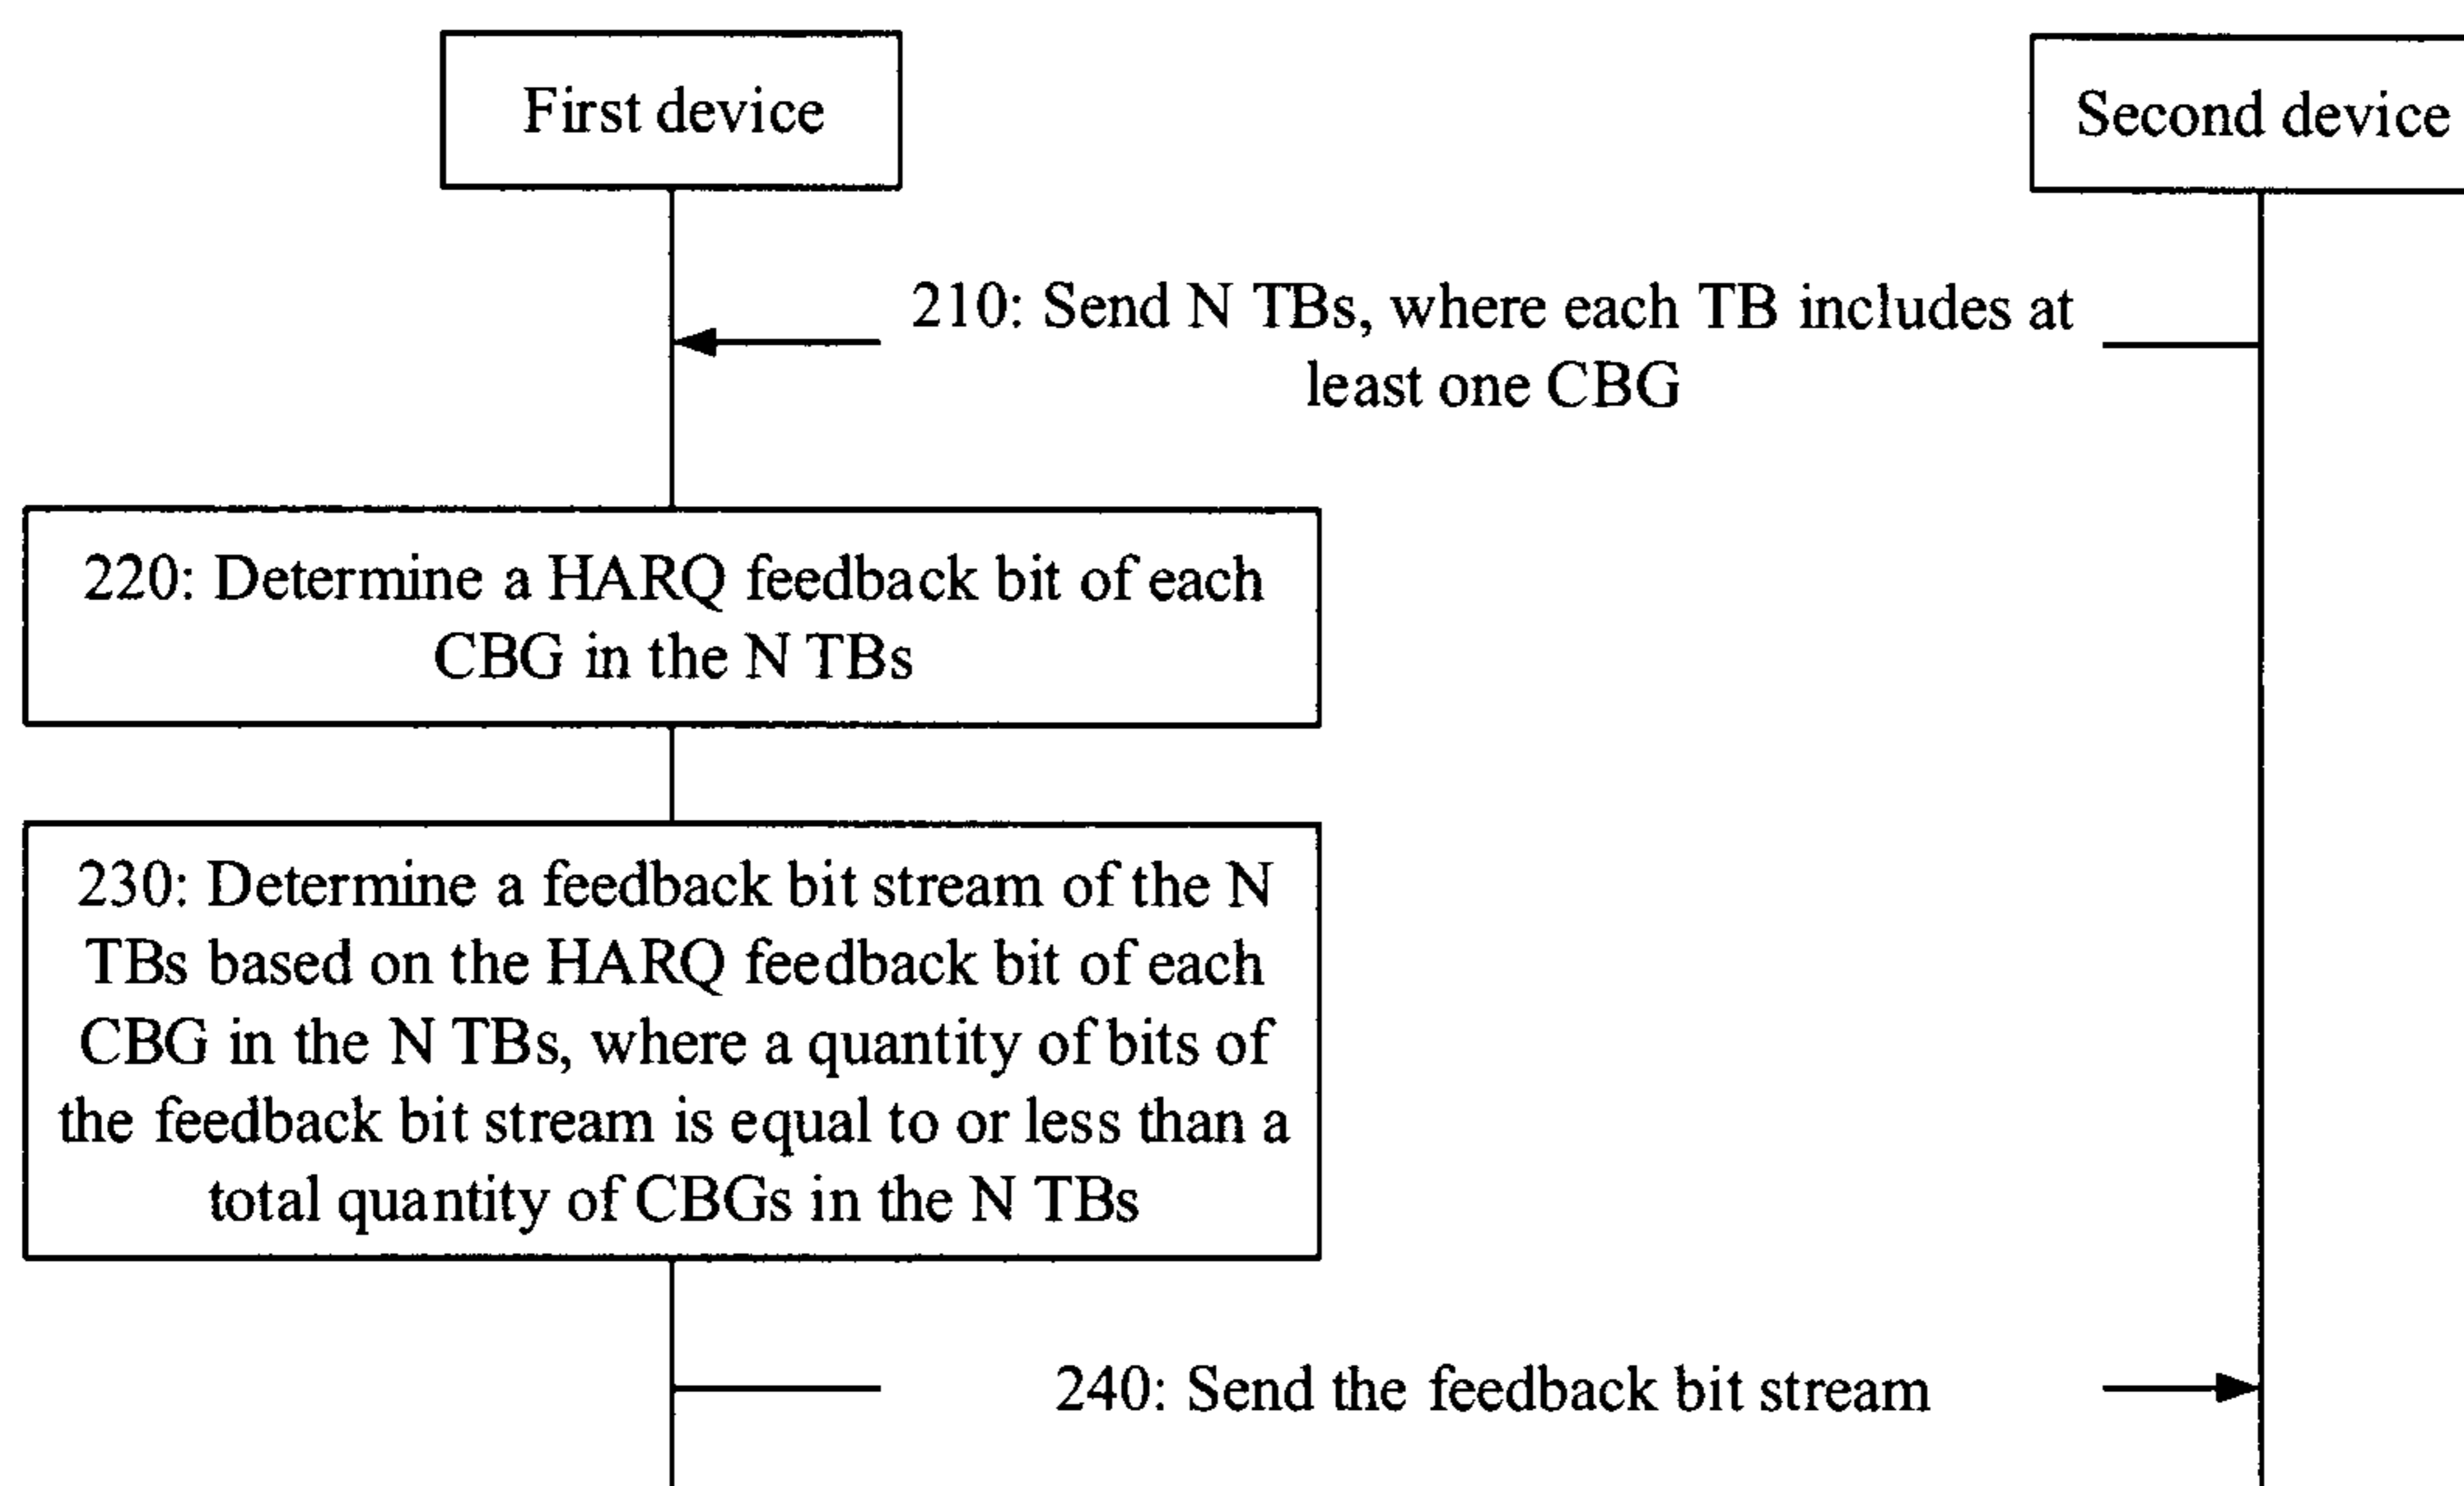 First device
Second device
210: Send N TBs, where each TB includes at
least one CBG
220: Determine a HARQ feedback bit of each
CBG in the N TBs
230: Determine a feedback bit stream of the N
TBs based on the HARQ feedback bit of each
CBG in the N TBs, where a quantity of bits of
the feedback bit stream is equal to or less than a
total quantity of CBGs in the N TBs
240: Send the feedback bit stream